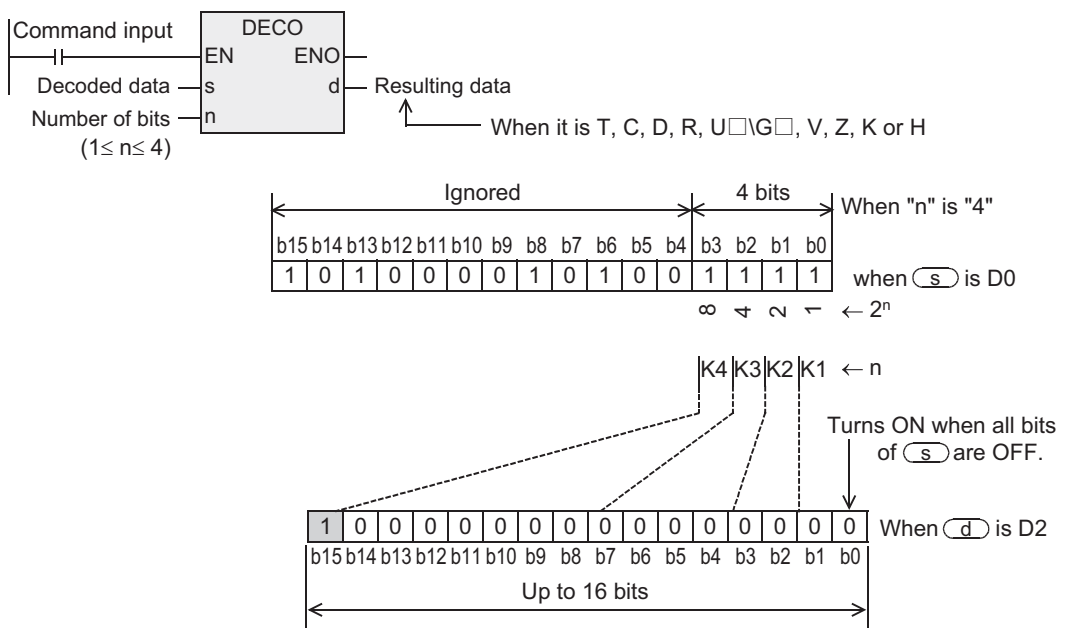 Command input
DECO
EN ENO
Decoded data s d Resulting data
Number of bits n
(1≤ n≤ 4)
When it is T, C, D, R, U□\G□, V, Z, K or H
Ignored 4 bits When "n" is "4"
b15 b14 b13 b12 b11 b10 b9 b8 b7 b6 b5 b4 b3 b2 b1 b0
1 0 1 0 0 0 0 1 0 1 0 0 1 1 1 1 when s is D0
8 4 2 1 ← 2ⁿ
K4 K3 K2 K1 ← n
Turns ON when all bits
of s are OFF.
1 0 0 0 0 0 0 0 0 0 0 0 0 0 0 0 When d is D2
b15 b14 b13 b12 b11 b10 b9 b8 b7 b6 b5 b4 b3 b2 b1 b0
Up to 16 bits